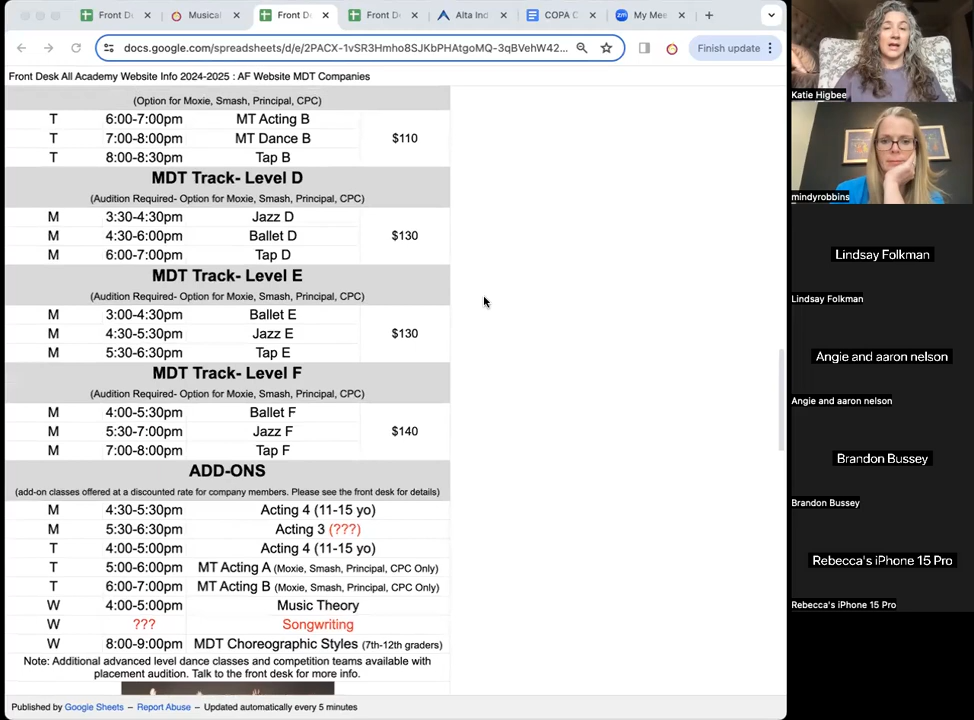 Front De
Musical
Front De
Front De
Alta Ind
COPA C
zm My Mee
docs.google.com/spreadsheets/d/e/2PACX-1vSR3Hmho8SJKbPHAtgoMQ-3qBVehW42...
Finish update
Front Desk All Academy Website Info 2024-2025 : AF Website MDT Companies
(Option for Moxie, Smash, Principal, CPC)
T 6:00-7:00pm MT Acting B
T 7:00-8:00pm MT Dance B $110
T 8:00-8:30pm Tap B
MDT Track- Level D
(Audition Required- Option for Moxie, Smash, Principal, CPC)
M 3:30-4:30pm Jazz D
M 4:30-6:00pm Ballet D $130
M 6:00-7:00pm Tap D
MDT Track- Level E
(Audition Required- Option for Moxie, Smash, Principal, CPC)
M 3:00-4:30pm Ballet E
M 4:30-5:30pm Jazz E $130
M 5:30-6:30pm Tap E
MDT Track- Level F
(Audition Required- Option for Moxie, Smash, Principal, CPC)
M 4:00-5:30pm Ballet F
M 5:30-7:00pm Jazz F $140
M 7:00-8:00pm Tap F
ADD-ONS
(add-on classes offered at a discounted rate for company members. Please see the front desk for details)
M 4:30-5:30pm Acting 4 (11-15 yo)
M 5:30-6:30pm Acting 3 (???)
T 4:00-5:00pm Acting 4 (11-15 yo)
T 5:00-6:00pm MT Acting A (Moxie, Smash, Principal, CPC Only)
T 6:00-7:00pm MT Acting B (Moxie, Smash, Principal, CPC Only)
W 4:00-5:00pm Music Theory
W ??? Songwriting
W 8:00-9:00pm MDT Choreographic Styles (7th-12th graders)
Note: Additional advanced level dance classes and competition teams available with
placement audition. Talk to the front desk for more info.
Published by Google Sheets – Report Abuse – Updated automatically every 5 minutes
Katie Higbee
mindyrobbins
Lindsay Folkman
Lindsay Folkman
Angie and aaron nelson
Angie and aaron nelson
Brandon Bussey
Brandon Bussey
Rebecca's iPhone 15 Pro
Rebecca's iPhone 15 Pro